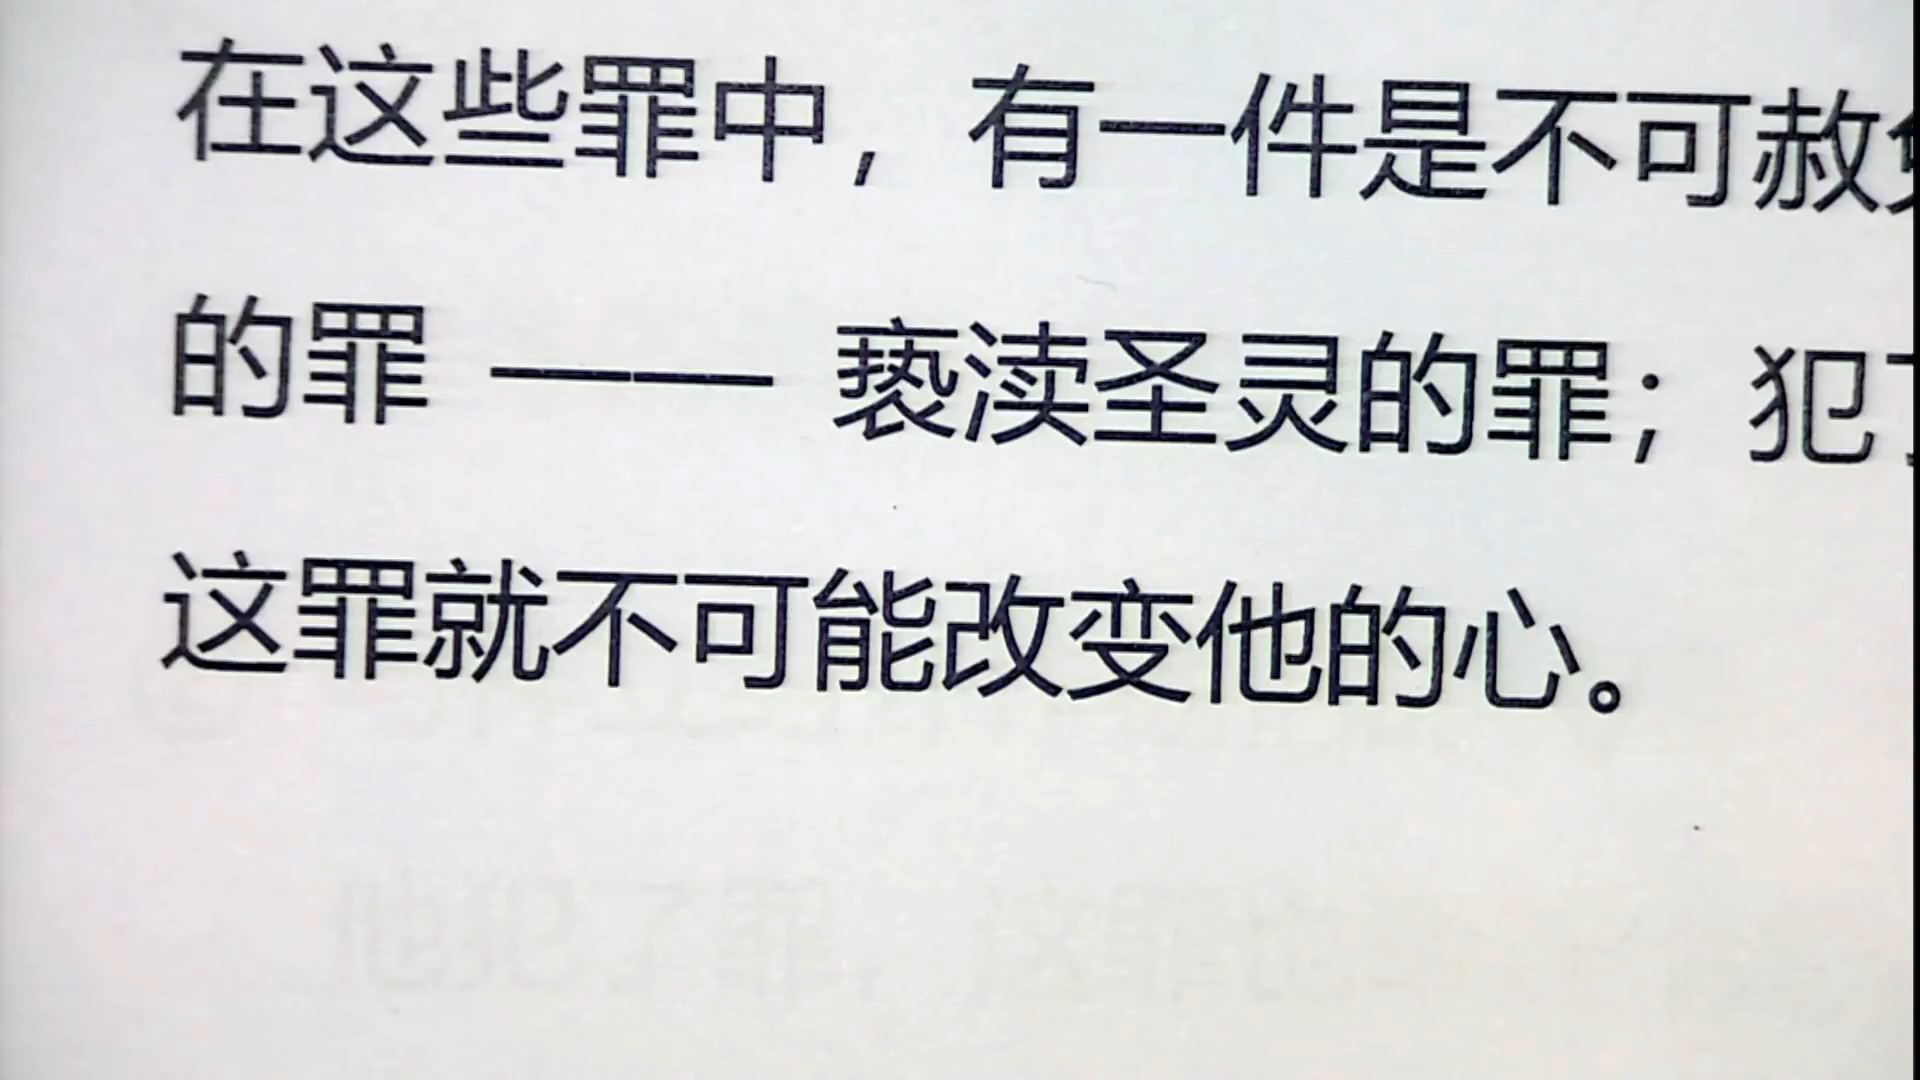 在这些罪中，有一件是不可赦
的罪 —— 亵渎圣灵的罪；犯
这罪就不可能改变他的心。